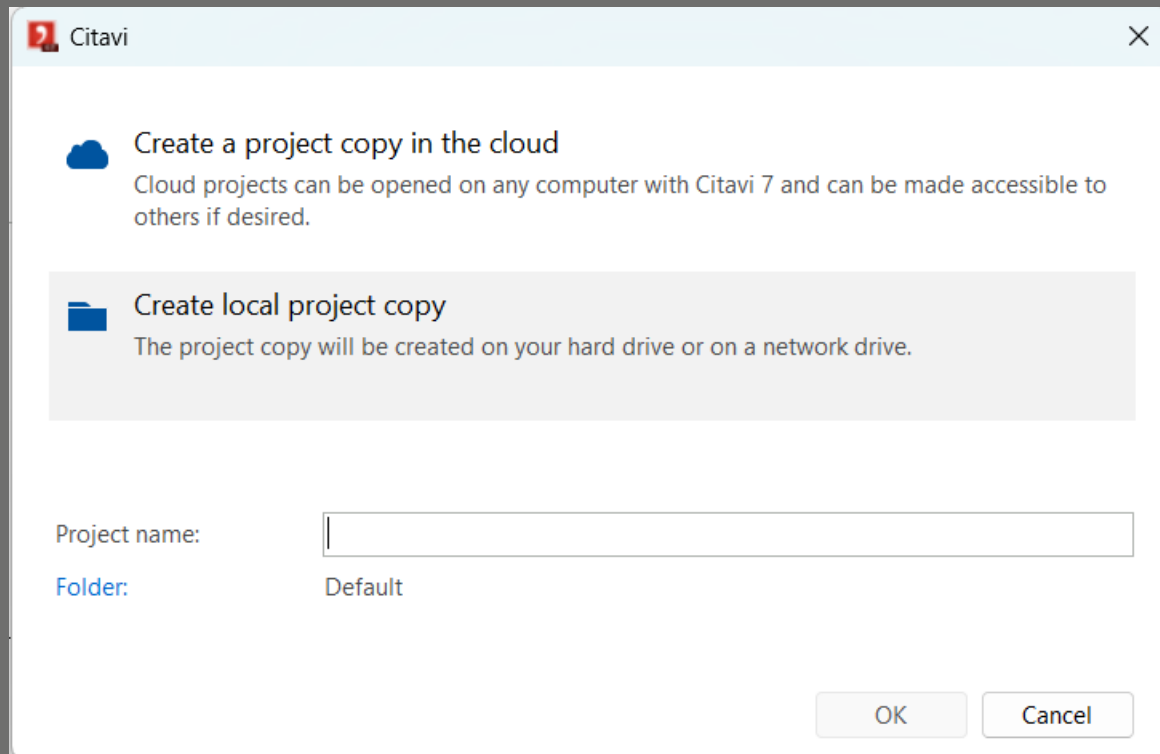 Citavi
Create a project copy in the cloud
Cloud projects can be opened on any computer with Citavi 7 and can be made accessible to
others if desired.
Create local project copy
The project copy will be created on your hard drive or on a network drive.
Project name:
Folder: Default
OK Cancel